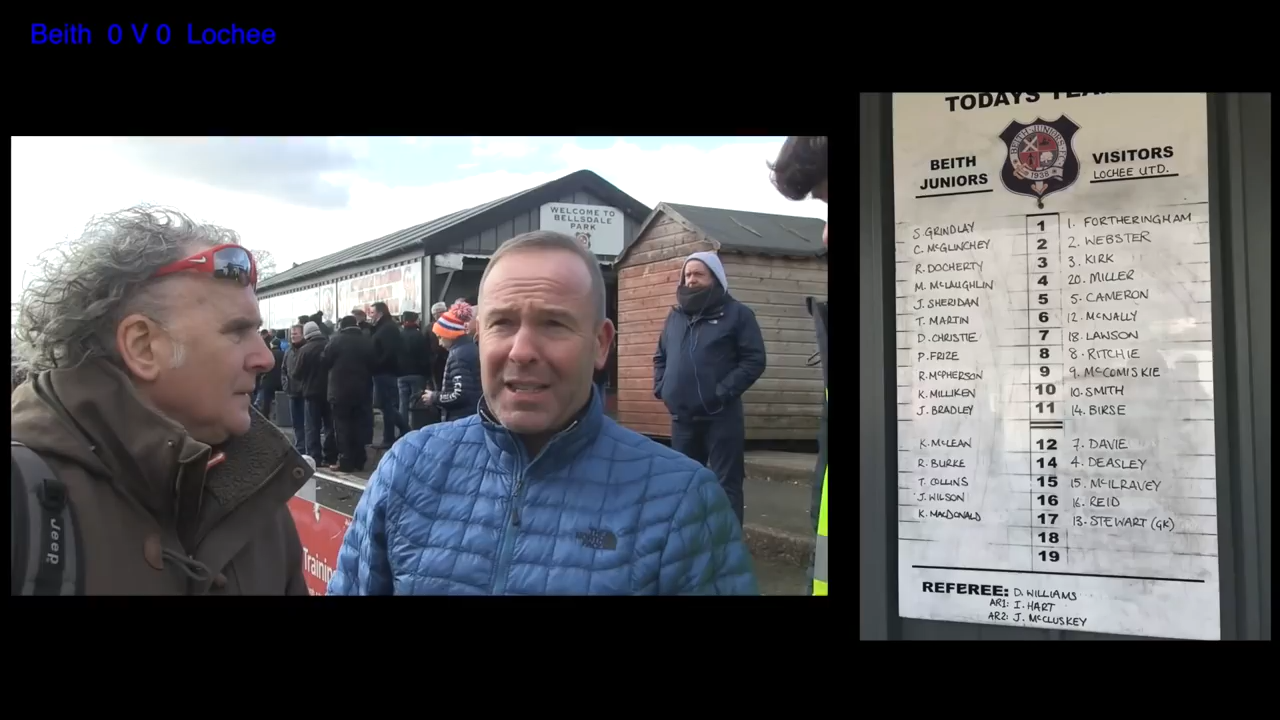 Beith 0 V 0 Lochee
WELCOME TO
BELLSDALE
PARK
Jeep
THE
NORTH
FACE
Training
TODAYS
BEITH
JUNIORS
VISITORS
LOCHEE UTD.
BEITH JUNIORS F.C.
1938
S. GRINDLAY 1 1. FORTHERINGHAM
C. McGLINCHEY 2 2. WEBSTER
R. DOCHERTY 3 3. KIRK
M. McLAUGHLIN 4 20. MILLER
J. SHERIDAN 5 5. CAMERON
T. MARTIN 6 12. McNALLY
D. CHRISTIE 7 18. LAWSON
P. FRIZE 8 8. RITCHIE
R. McPHERSON 9 9. McCOMISKIE
K. MILLIKEN 10 10. SMITH
J. BRADLEY 11 14. BIRSE
K. McLEAN 12 7. DAVIE
R. BURKE 14 4. DEASLEY
T. COLLINS 15 15. McILRAVEY
J. WILSON 16 16. REID
K. MACDONALD 17 13. STEWART (GK)
18
19
REFEREE: D. WILLIAMS
AR1: I. HART
AR2: J. McCLUSKEY